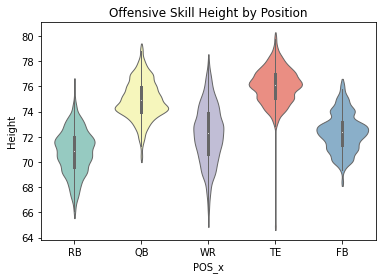 Offensive Skill Height by Position
80
78
76
74
72
70
68
66
64
Height
RB QB WR TE FB
POS_x